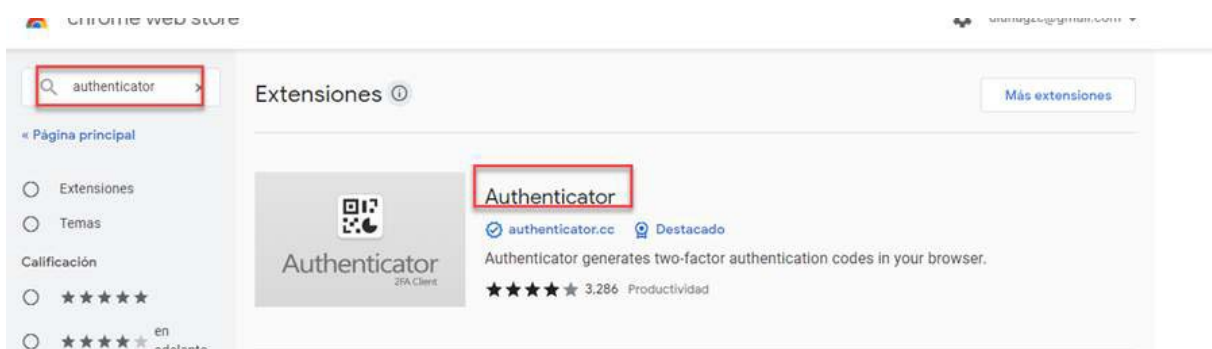 chrome web store
authenticator ×
« Página principal
Extensiones
Temas
Calificación
en
adelante
Extensiones
Más extensiones
Authenticator
2FA Client
Authenticator
authenticator.cc Destacado
Authenticator generates two-factor authentication codes in your browser.
3.286 Productividad